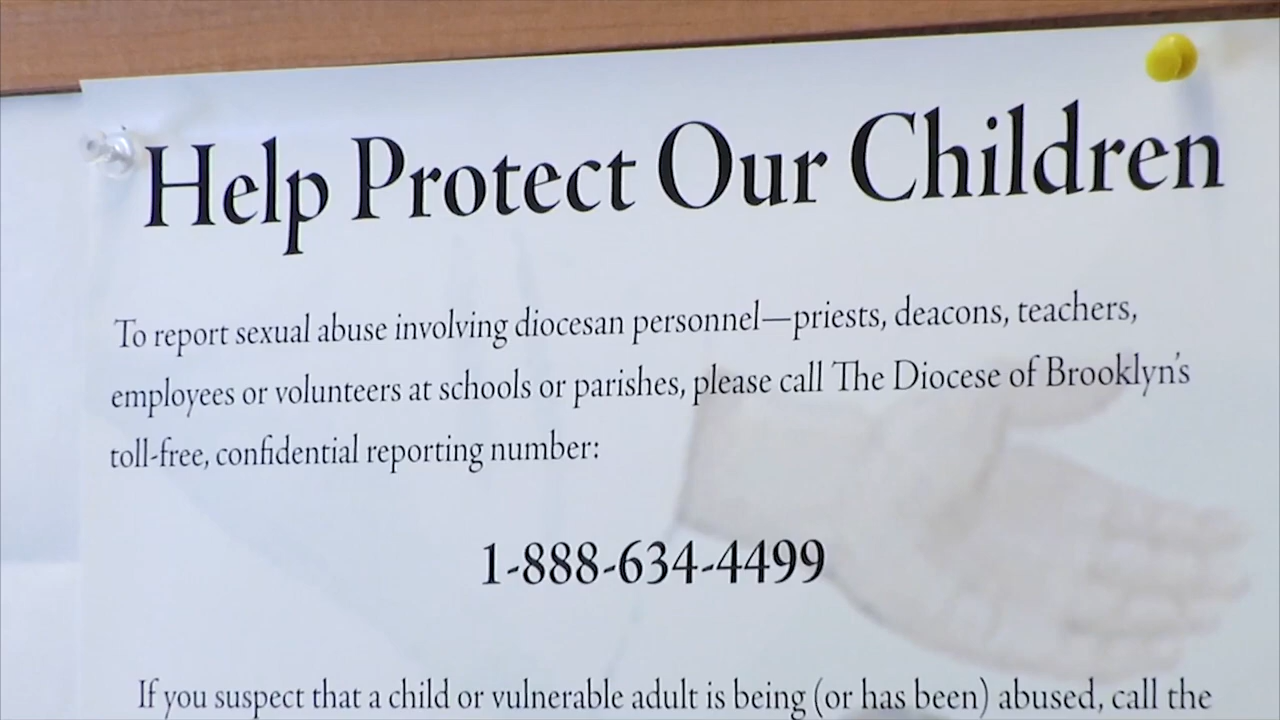 Help Protect Our Children
To report sexual abuse involving diocesan personnel—priests, deacons, teachers,
employees or volunteers at schools or parishes, please call The Diocese of Brooklyn's
toll-free, confidential reporting number:
1-888-634-4499
If you suspect that a child or vulnerable adult is being (or has been) abused, call the